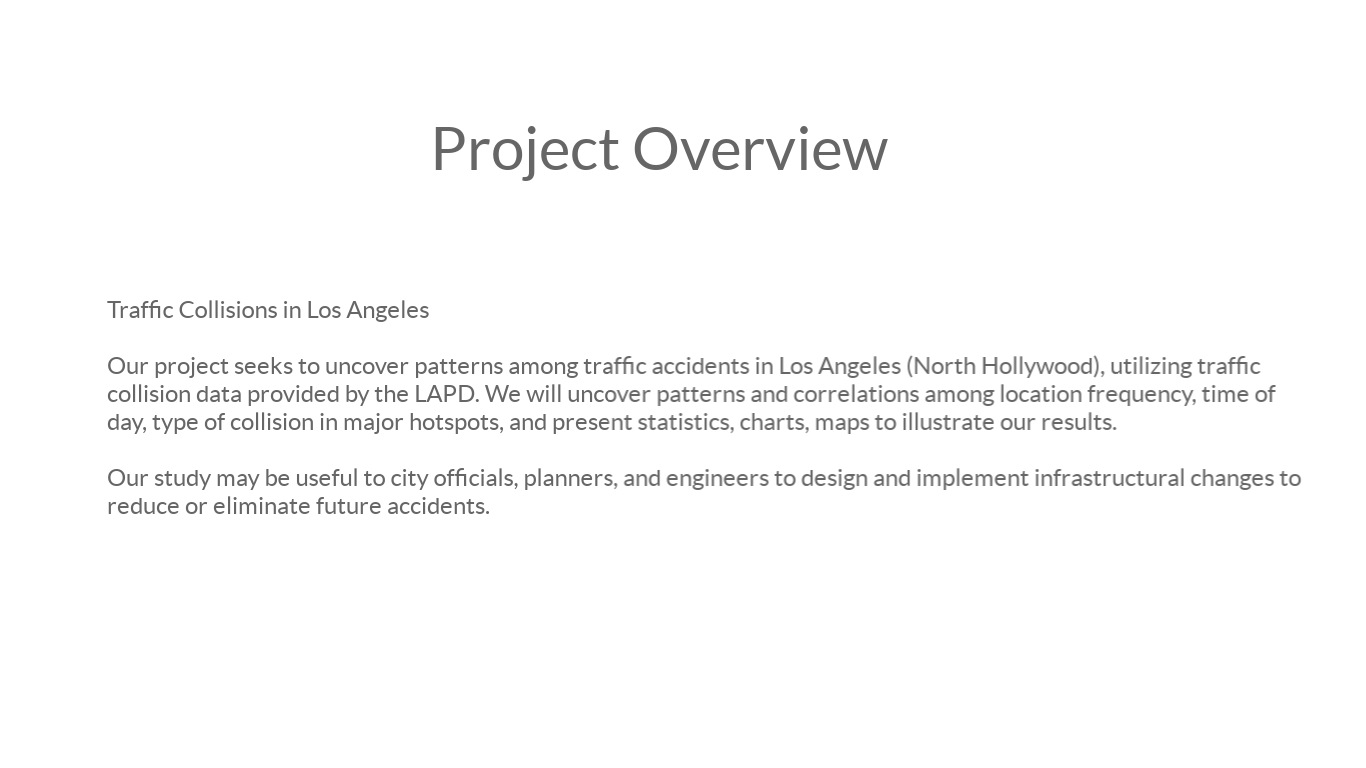 Project Overview
Traffic Collisions in Los Angeles
Our project seeks to uncover patterns among traffic accidents in Los Angeles (North Hollywood), utilizing traffic
collision data provided by the LAPD. We will uncover patterns and correlations among location frequency, time of
day, type of collision in major hotspots, and present statistics, charts, maps to illustrate our results.
Our study may be useful to city officials, planners, and engineers to design and implement infrastructural changes to
reduce or eliminate future accidents.